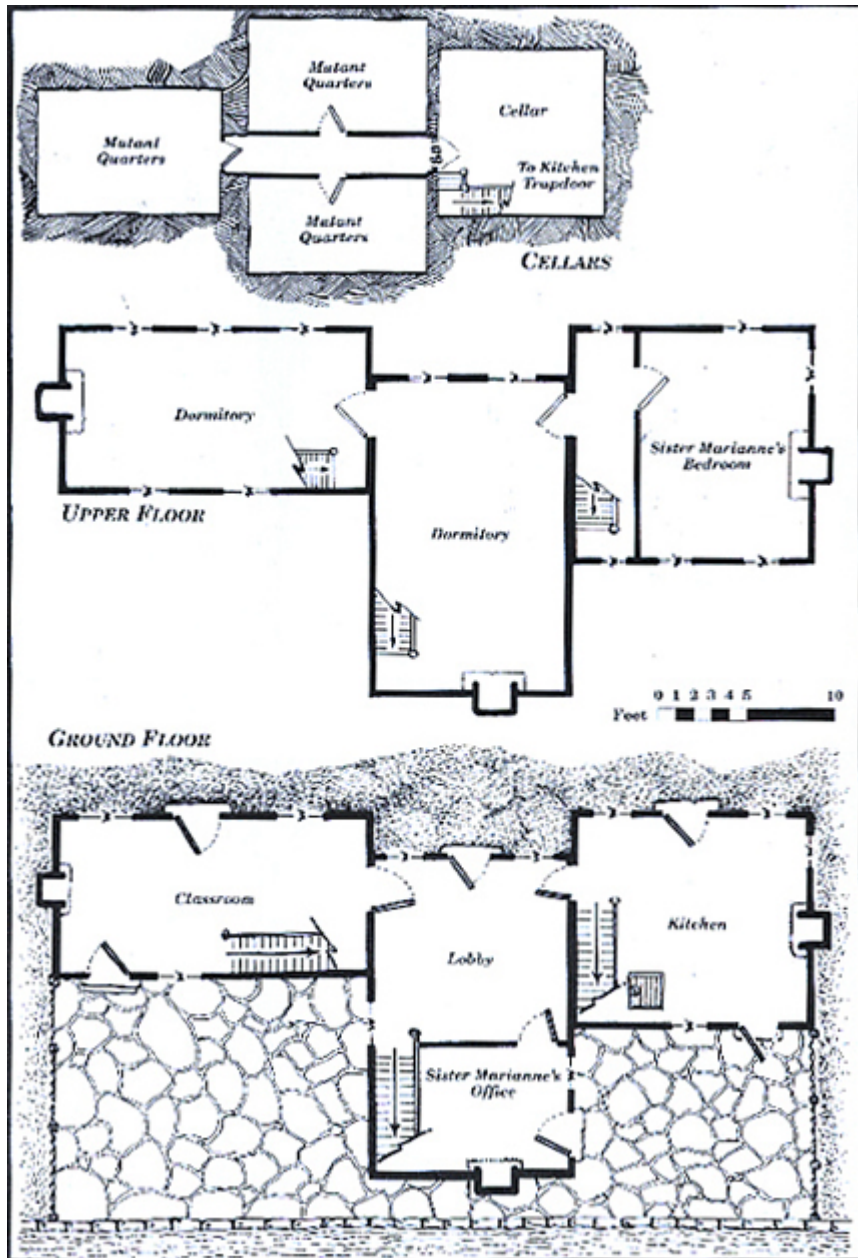 Mutant
Quarters
Cellar
Mutant
Quarters
To Kitchen
Trapdoor
Mutant
Quarters
CELLARS
Dormitory
Sister Marianne's
Bedroom
UPPER FLOOR
Dormitory
0 1 2 3 4 5 10
Feet
GROUND FLOOR
Classroom
Kitchen
Lobby
Sister Marianne's
Office